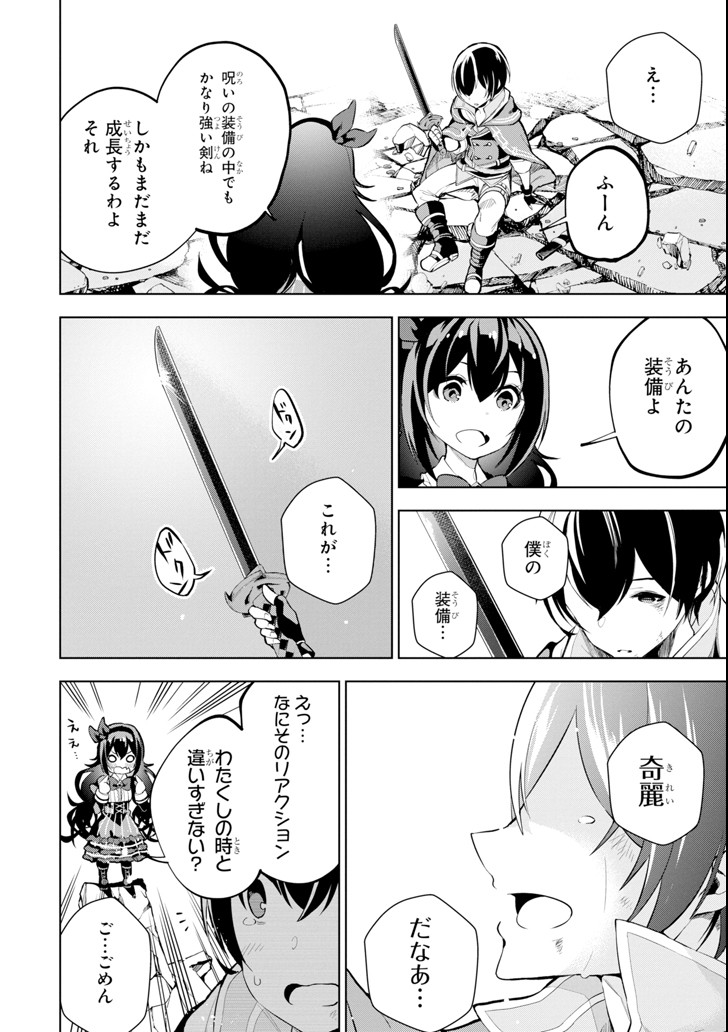 え…
ふーん
呪いの装備の中でも
かなり強い剣ね
しかもまだまだ
成長するわよ
それ
あんたの
装備よ
僕の
装備…
ドクン
これが…
ドクン
奇麗
だなあ…
えっ…
なにそのリアクション
わたくしの時と
違いすぎない?
ええ…
ご…ごめん